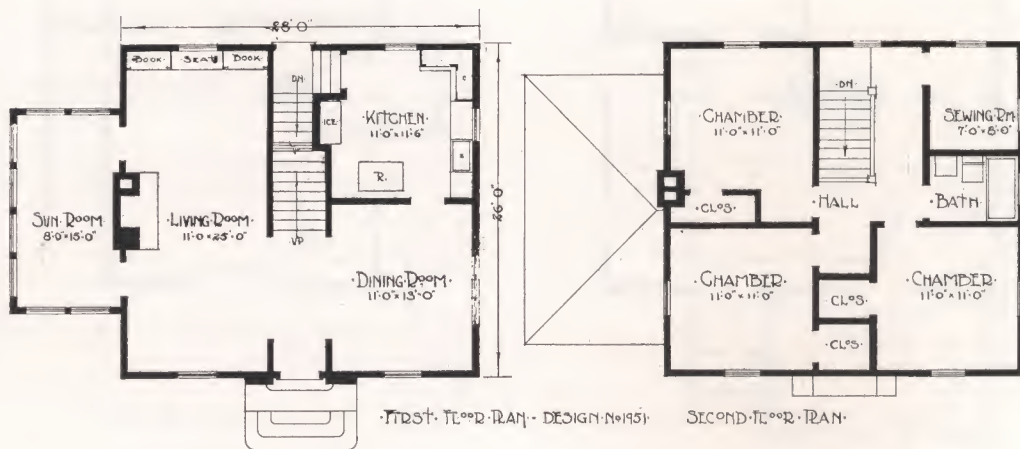 28'-0"
BOOK· SEAT BOOK·
DN·
·KITCHEN·
11'-0"×11'-6"
C
ICE
UP
S
·R·
·SUN·ROOM·
8'-0"×15'-0"
·LIVING·ROOM·
11'-0×25'-0"
·UP·
26'-0"
·DINING·ROOM·
11'-0"×13'-0"
·FIRST·FLOOR·PLAN·- DESIGN·No1951·
·CHAMBER·
11'-0"×11'-0"
·DN·
·SEWING·RM·
7'-0"×8'-0"
·CLOS·
·HALL·
·BATH·
·CHAMBER·
11'-0"×11'-0"
·CHAMBER·
11'-0"×11'-0"
·CLOS·
·CLOS·
SECOND·FLOOR·PLAN·